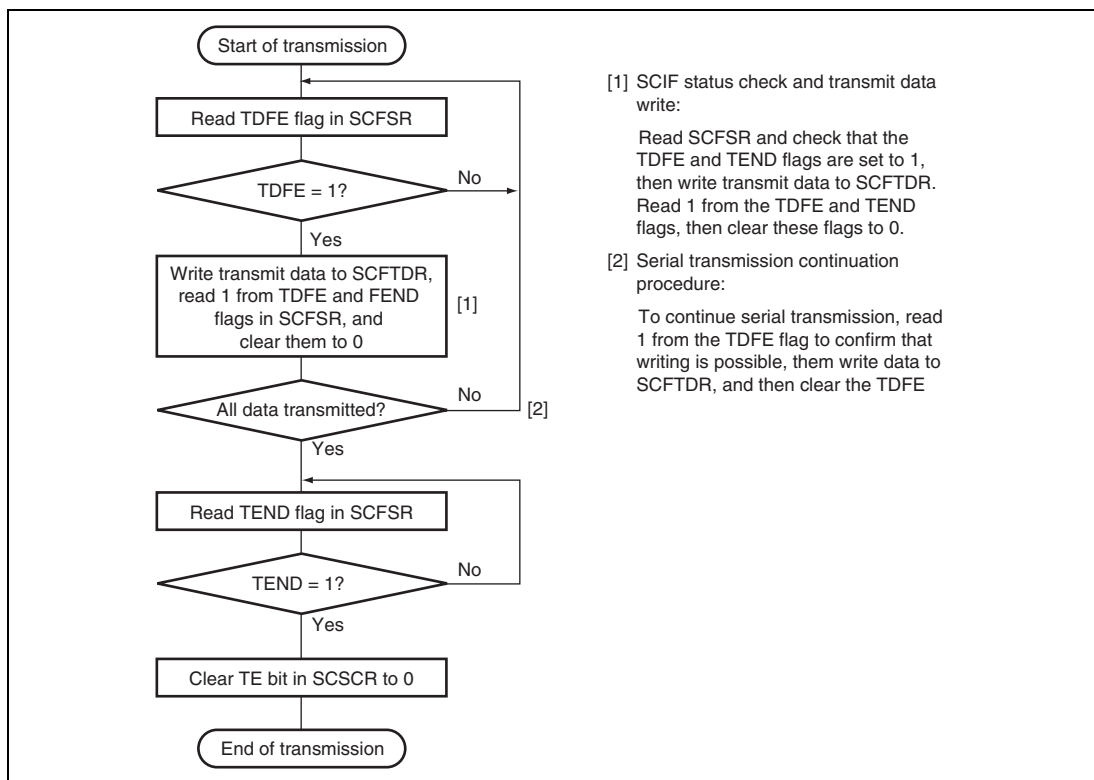 Start of transmission
Read TDFE flag in SCFSR
TDFE = 1?
No
Yes
Write transmit data to SCFTDR,
read 1 from TDFE and FEND
flags in SCFSR, and
clear them to 0
[1]
All data transmitted?
No
[2]
Yes
Read TEND flag in SCFSR
TEND = 1?
No
Yes
Clear TE bit in SCSCR to 0
End of transmission
[1] SCIF status check and transmit data
write:
Read SCFSR and check that the
TDFE and TEND flags are set to 1,
then write transmit data to SCFTDR.
Read 1 from the TDFE and TEND
flags, then clear these flags to 0.
[2] Serial transmission continuation
procedure:
To continue serial transmission, read
1 from the TDFE flag to confirm that
writing is possible, them write data to
SCFTDR, and then clear the TDFE